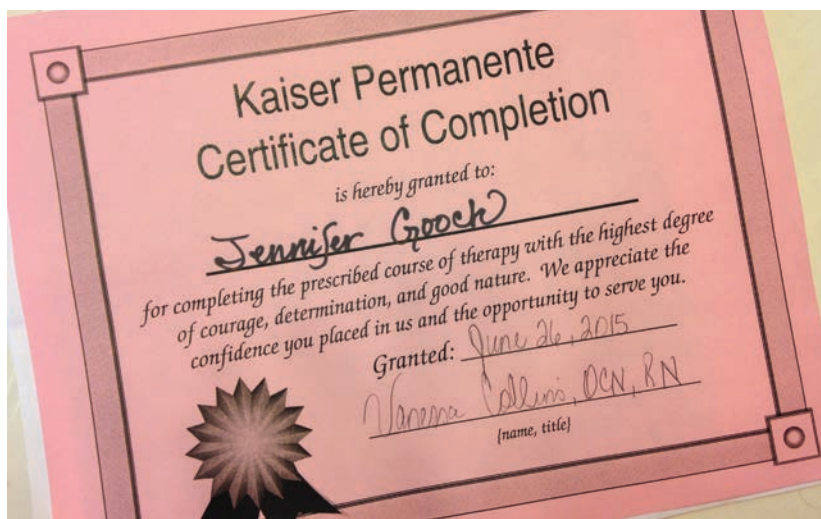 Kaiser Permanente
Certificate of Completion
is hereby granted to:
Jennifer Gooch
for completing the prescribed course of therapy with the highest degree
of courage, determination, and good nature. We appreciate the
confidence you placed in us and the opportunity to serve you.
Granted: June 26, 2015
Vanessa Collins, OCN, RN
{name, title}